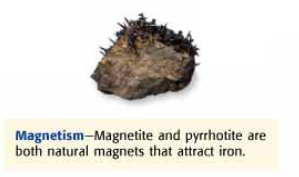 Magnetism—Magnetite and pyrrhotite are
both natural magnets that attract iron.